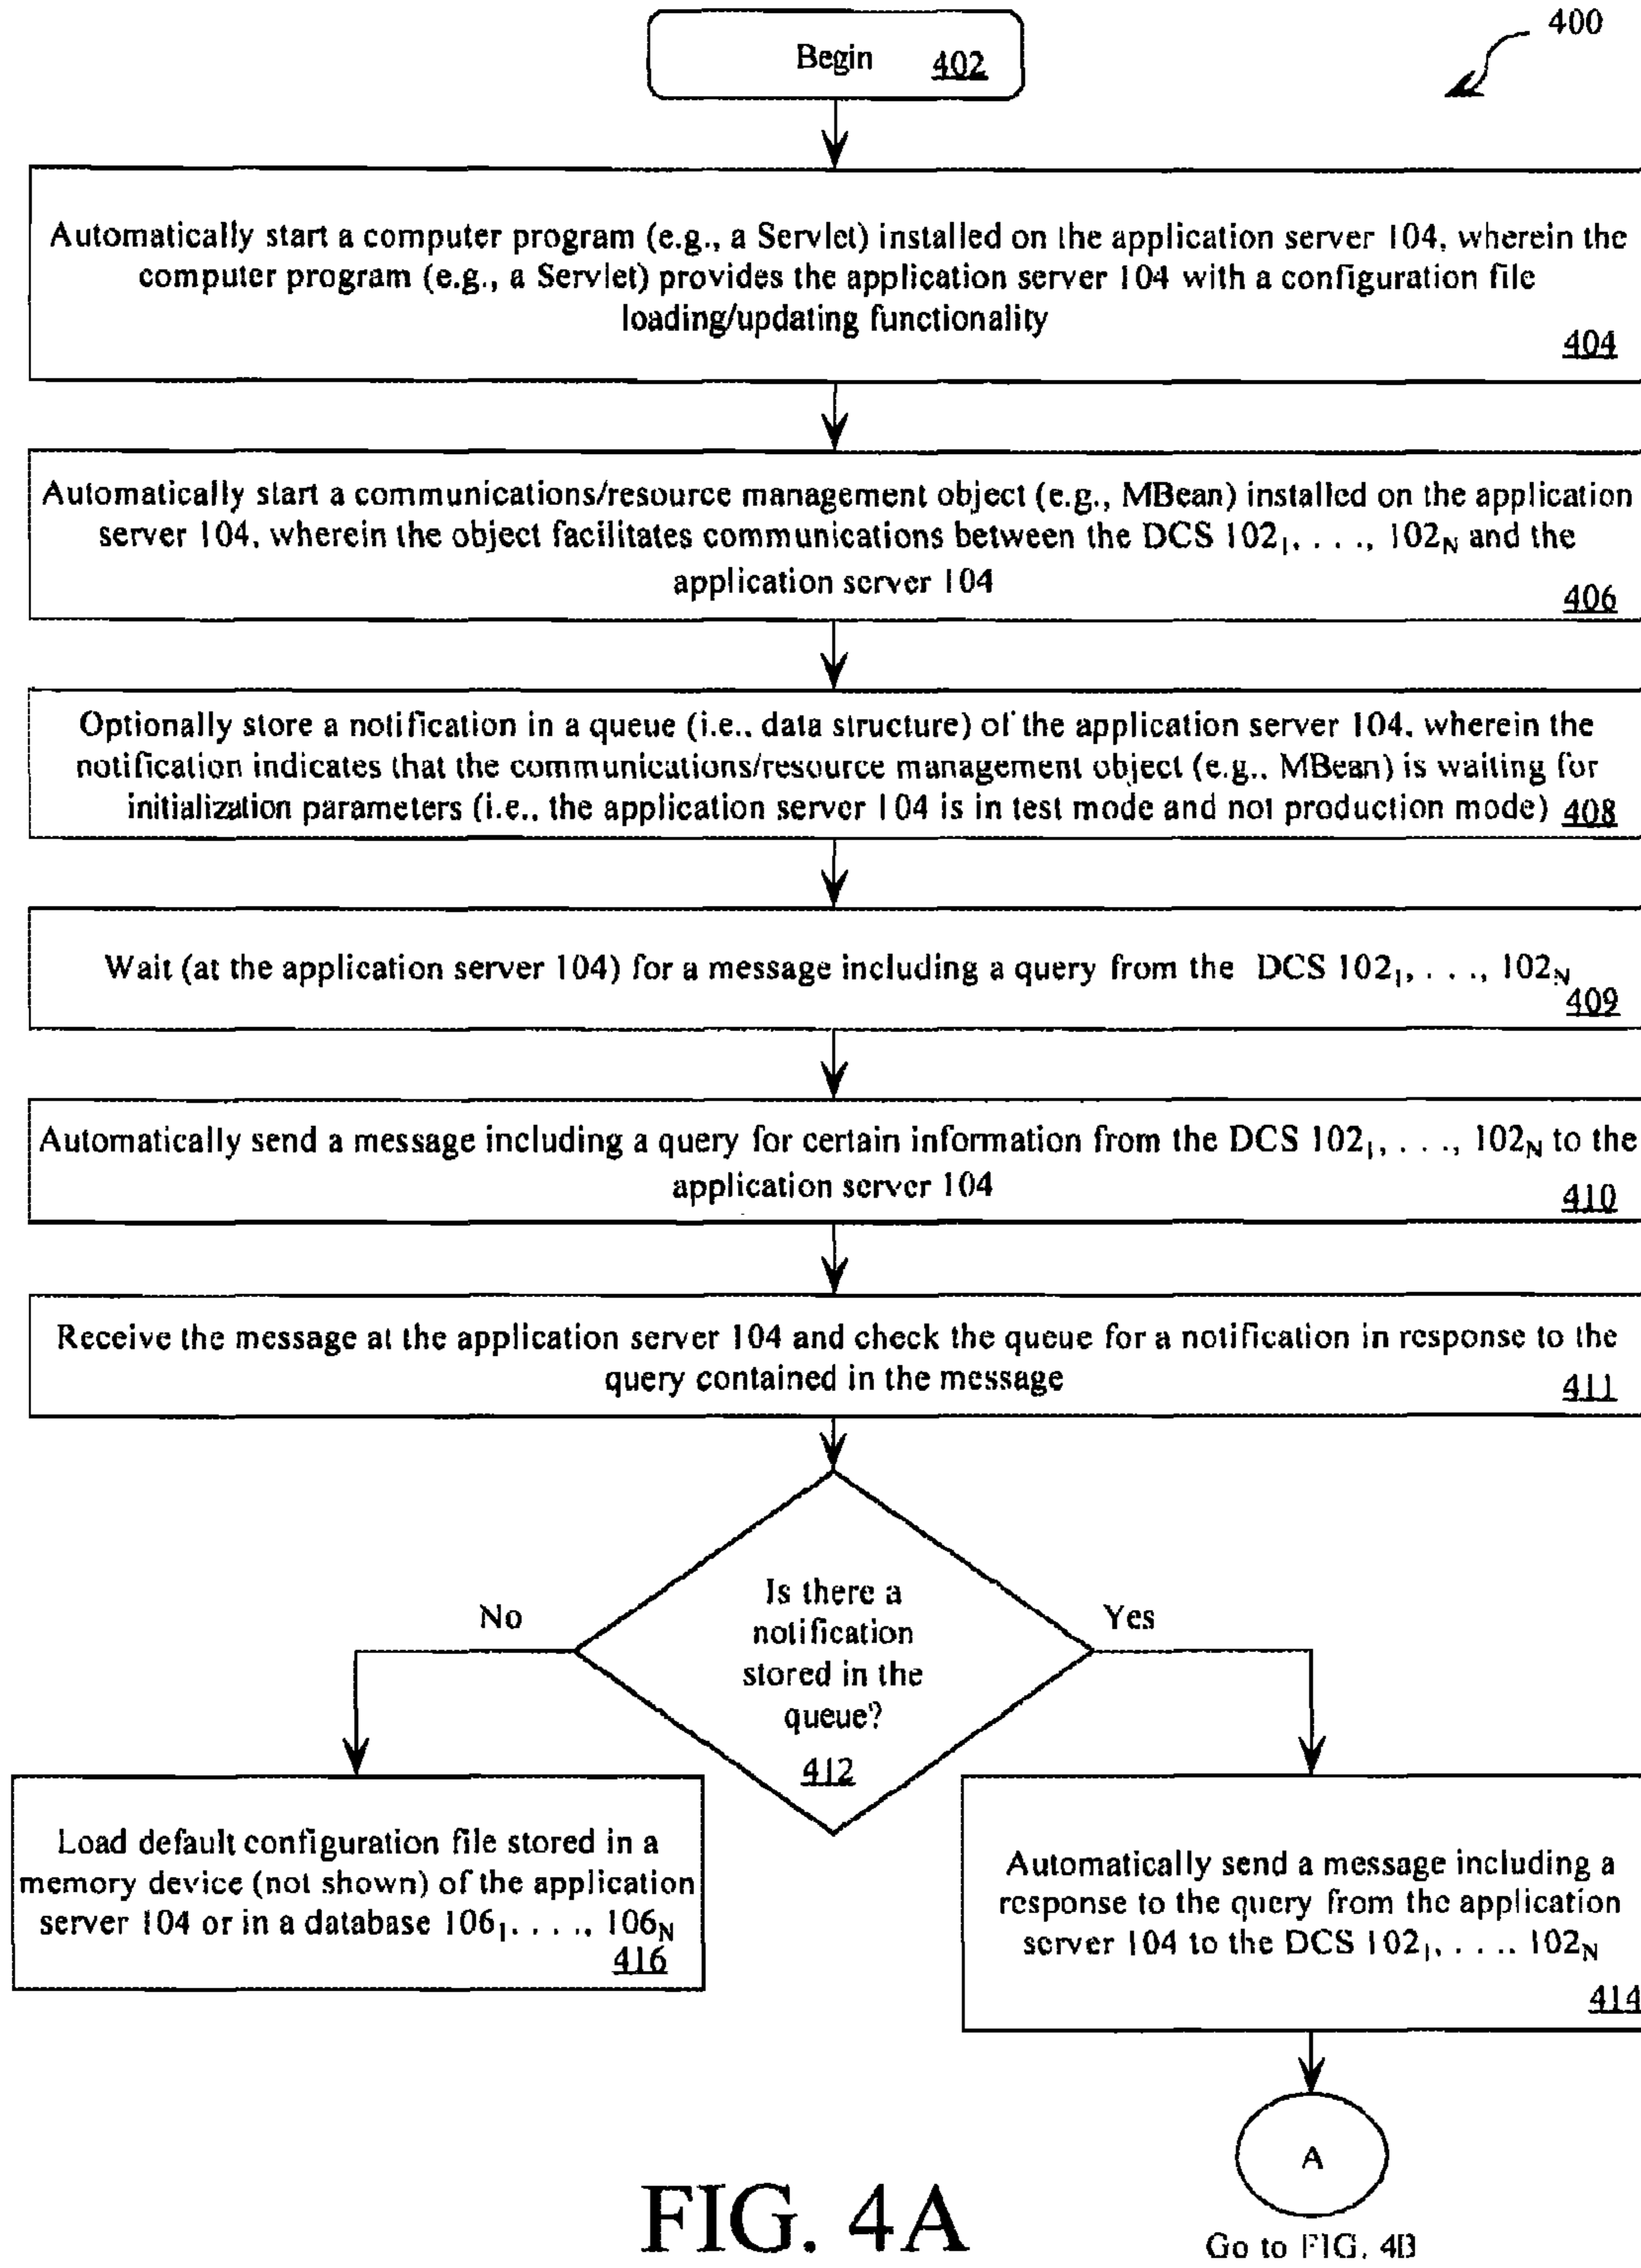 400
Begin 402
Automatically start a computer program (e.g., a Servlet) installed on the application server 104, wherein the
computer program (e.g., a Servlet) provides the application server 104 with a configuration file
loading/updating functionality
404
Automatically start a communications/resource management object (e.g., MBean) installed on the application
server 104, wherein the object facilitates communications between the DCS 102₁, . . ., 102_N and the
application server 104
406
Optionally store a notification in a queue (i.e., data structure) of the application server 104, wherein the
notification indicates that the communications/resource management object (e.g., MBean) is waiting for
initialization parameters (i.e., the application server 104 is in test mode and not production mode) 408
Wait (at the application server 104) for a message including a query from the DCS 102₁, . . ., 102_N
409
Automatically send a message including a query for certain information from the DCS 102₁, . . ., 102_N to the
application server 104
410
Receive the message at the application server 104 and check the queue for a notification in response to the
query contained in the message
411
Is there a
notification
stored in the
queue?
412
No
Yes
Load default configuration file stored in a
memory device (not shown) of the application
server 104 or in a database 106₁, . . ., 106_N
416
Automatically send a message including a
response to the query from the application
server 104 to the DCS 102₁, . . ., 102_N
414
A
Go to FIG. 4B
FIG. 4A